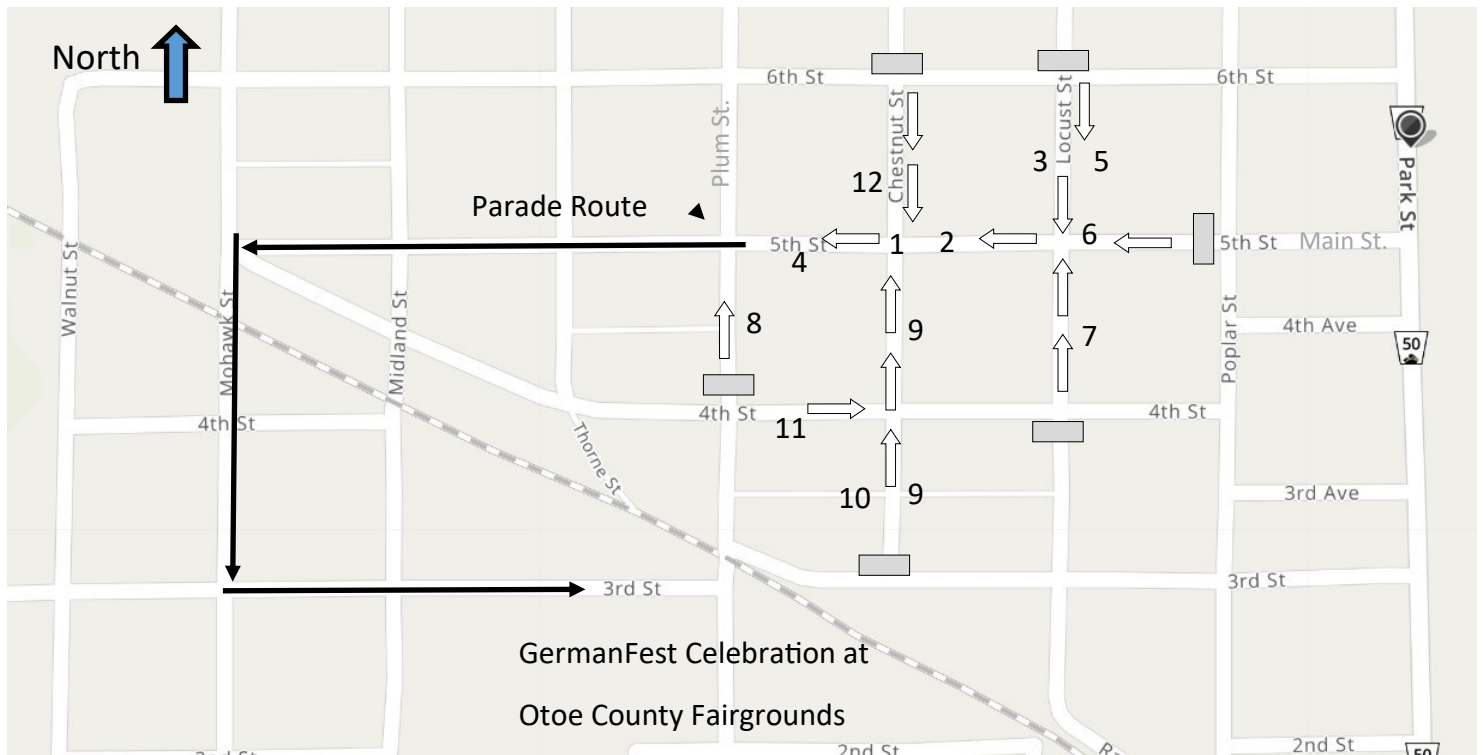 North
6th St
6th St
Plum St.
Chestnut St
Locust St
3
5
12
Park St
Parade Route
5th St
1
2
6
5th St
Main St.
4
Walnut St
Mohawk St
Midland St
8
9
7
Poplar St
4th Ave
50
4th St
4th St
4th St
11
Thorne St
10
9
3rd Ave
3rd St
3rd St
GermanFest Celebration at
Otoe County Fairgrounds
2nd St
2nd St
50